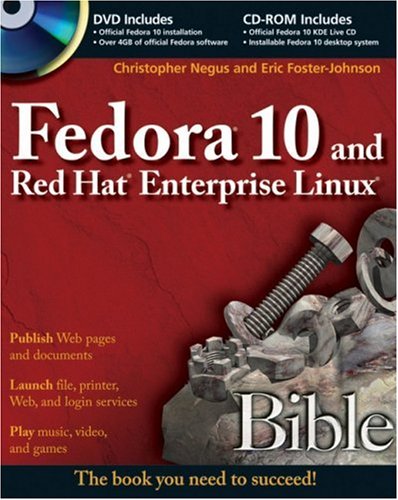 DVD Includes
• Official Fedora 10 installation
• Over 4GB of official Fedora software
CD-ROM Includes
• Official Fedora 10 KDE Live CD
• Installable Fedora 10 desktop system
Christopher Negus and Eric Foster-Johnson
Fedora® 10 and
Red Hat® Enterprise Linux®
Publish Web pages
and documents
Launch file, printer,
Web, and login services
Play music, video,
and games
Bible
The book you need to succeed!